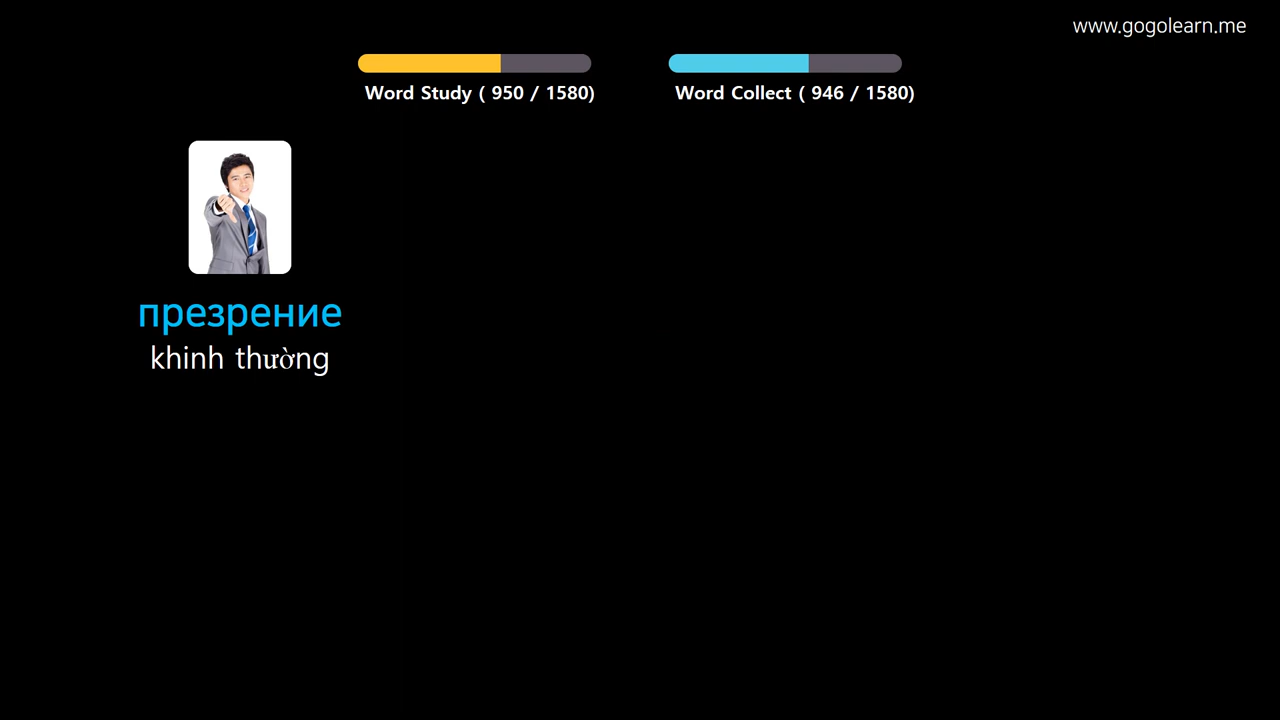 www.gogolearn.me
Word Study ( 950 / 1580)
Word Collect ( 946 / 1580)
презрение
khinh thường